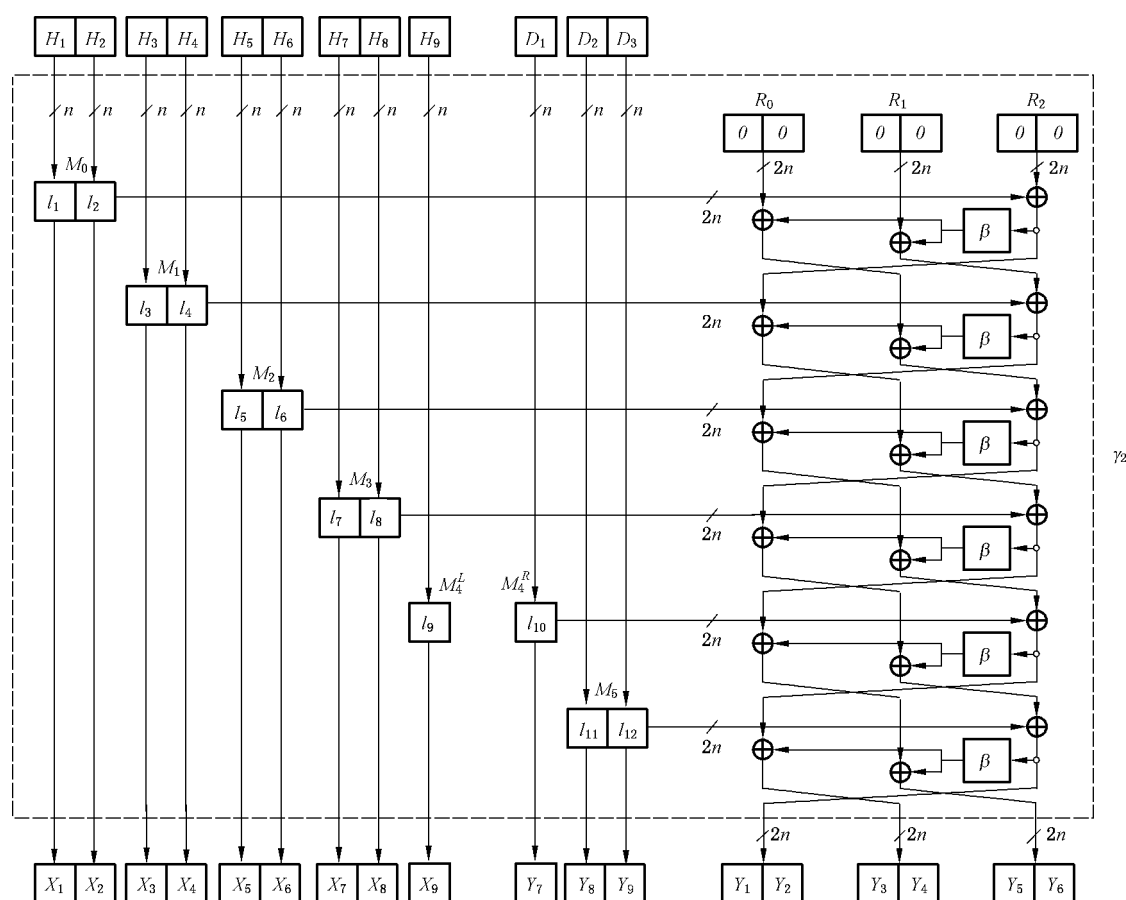 H₁ H₂ H₃ H₄ H₅ H₆ H₇ H₈ H₉ D₁ D₂ D₃
n n n n n n n n n n n n
R₀ R₁ R₂
0 0 0 0 0 0
2n 2n 2n
M₀
l₁ l₂ 2n β
M₁
l₃ l₄ 2n β
M₂
l₅ l₆ 2n β
γ₂
M₃
l₇ l₈ 2n β
M₄ᴸ M₄ᴿ
l₉ l₁₀ 2n β
M₅
l₁₁ l₁₂ 2n β
2n 2n 2n
X₁ X₂ X₃ X₄ X₅ X₆ X₇ X₈ X₉ Y₇ Y₈ Y₉ Y₁ Y₂ Y₃ Y₄ Y₅ Y₆